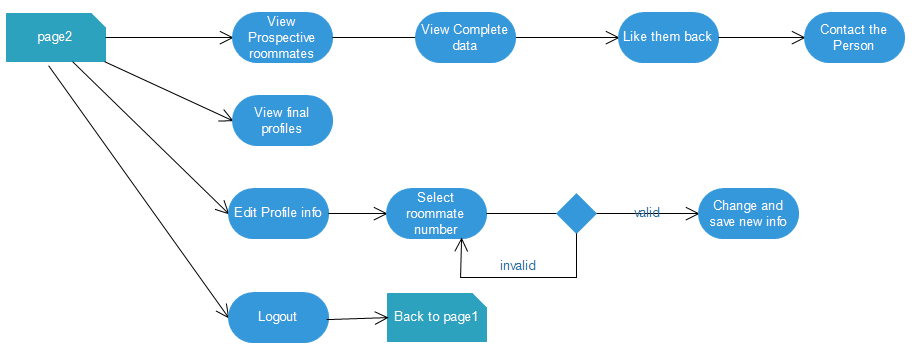 page2
View
Prospective
roommates
View Complete
data
Like them back
Contact the
Person
View final
profiles
Edit Profile info
Select
roommate
number
valid
Change and
save new info
invalid
Logout
Back to page1